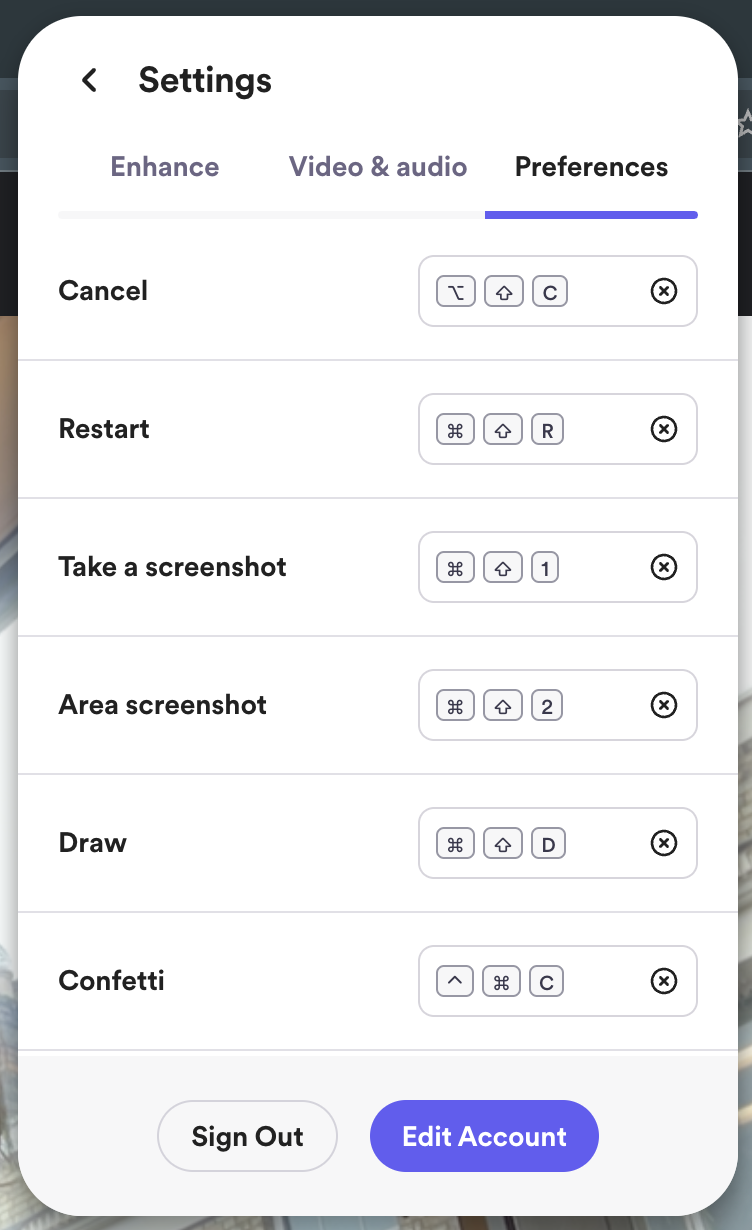 Settings
Enhance Video & audio Preferences
Cancel ⌥ ⇧ C
Restart ⌘ ⇧ R
Take a screenshot ⌘ ⇧ 1
Area screenshot ⌘ ⇧ 2
Draw ⌘ ⇧ D
Confetti ^ ⌘ C
Sign Out Edit Account